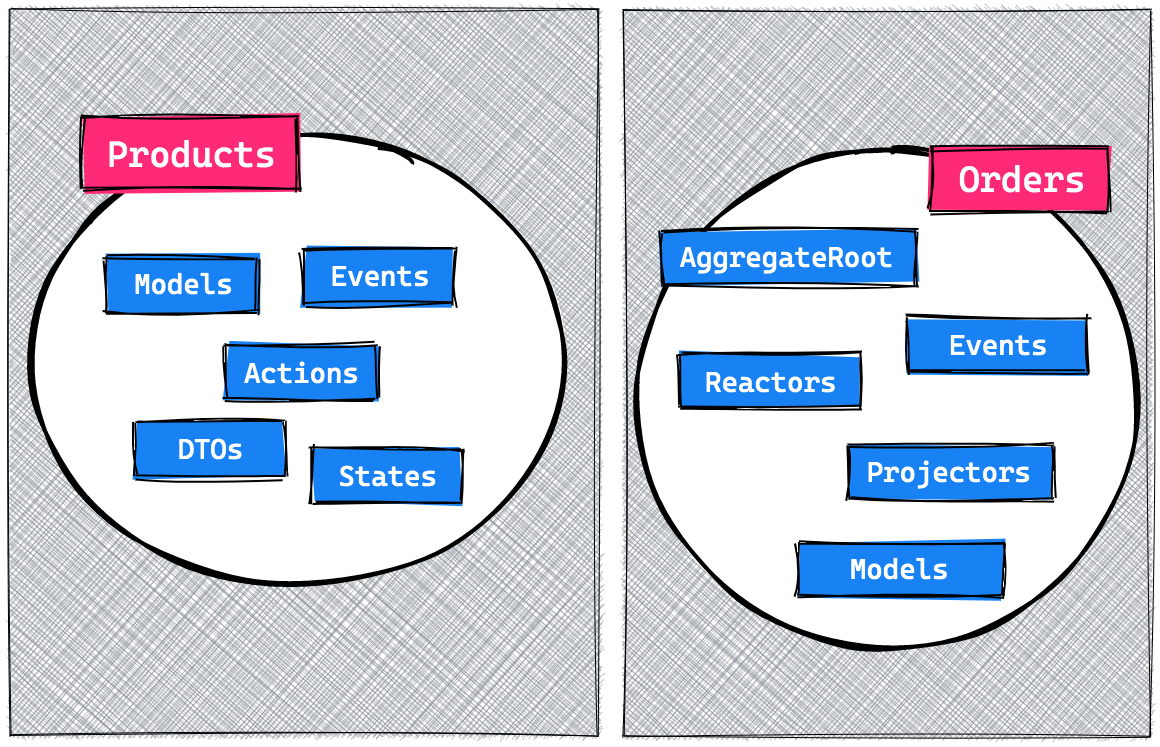 Products
Models
Events
Actions
DTOs
States
Orders
AggregateRoot
Events
Reactors
Projectors
Models